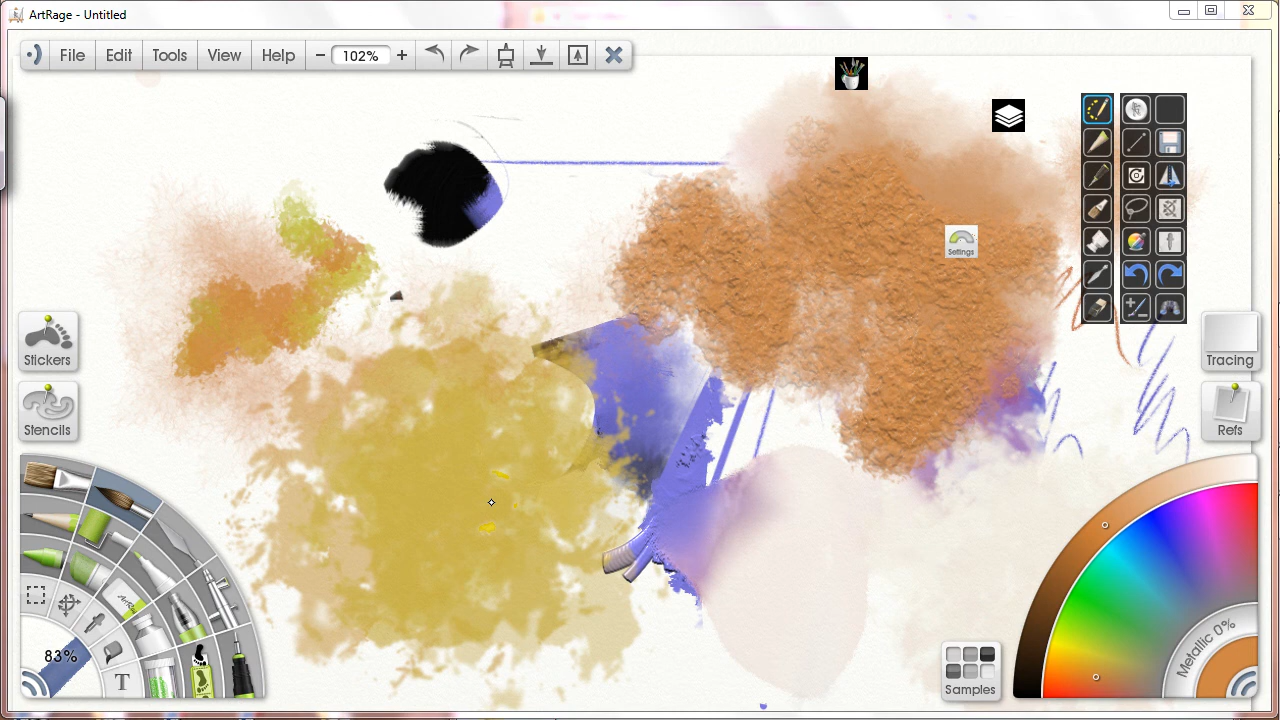 ArtRage - Untitled
File Edit Tools View Help − 102% +
Settings
Stickers
Tracing
Stencils
Refs
83%
T
Metallic 0%
Samples